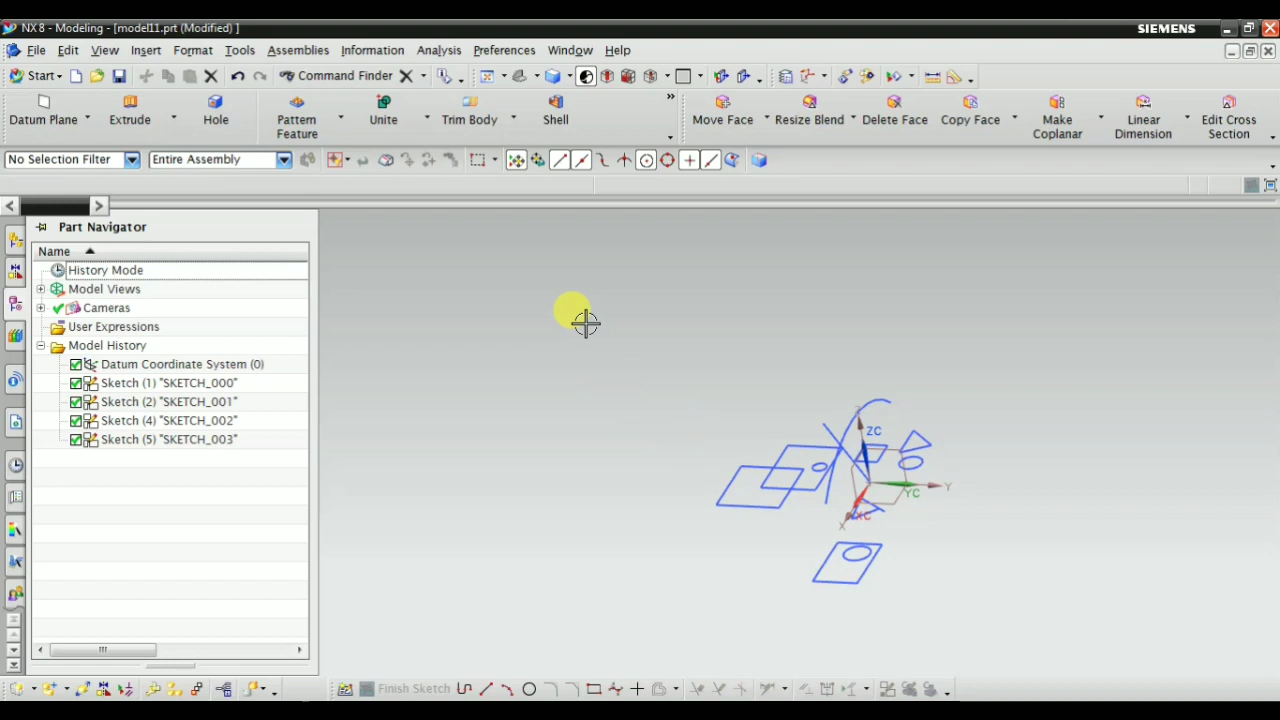 NX 8 - Modeling - [model11.prt (Modified) ]
SIEMENS
File Edit View Insert Format Tools Assemblies Information Analysis Preferences Window Help
Start
Command Finder
Datum Plane Extrude Hole Pattern Feature Unite Trim Body Shell Move Face Resize Blend Delete Face Copy Face Make Coplanar Linear Dimension Edit Cross Section
No Selection Filter Entire Assembly
Part Navigator
Name
History Mode
Model Views
Cameras
User Expressions
Model History
Datum Coordinate System (0)
Sketch (1) "SKETCH_000"
Sketch (2) "SKETCH_001"
Sketch (4) "SKETCH_002"
Sketch (5) "SKETCH_003"
ZC
YC
Y
XC
X
Finish Sketch